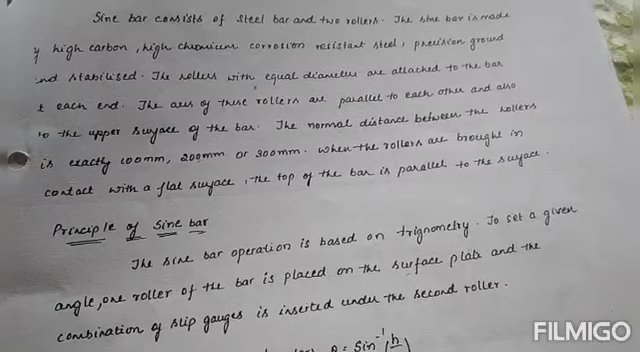 Sine bar consists of steel bar and two rollers. The sine bar is made
high carbon, high chromium corrosion resistant steel, precision ground
nd stabilised. The rollers with equal diameter are attached to the bar
t each end. The axes of these rollers are parallel to each other and also
to the upper surface of the bar. The normal distance between the rollers
is exactly 100mm, 200mm or 300mm. When the rollers are brought in
contact with a flat surface, the top of the bar is parallel to the surface.
Principle of Sine bar
The sine bar operation is based on trignometry. To set a given
angle, one roller of the bar is placed on the surface plate and the
combination of slip gauges is inserted under the second roller.
θ = Sin⁻¹(h
FILMIGO